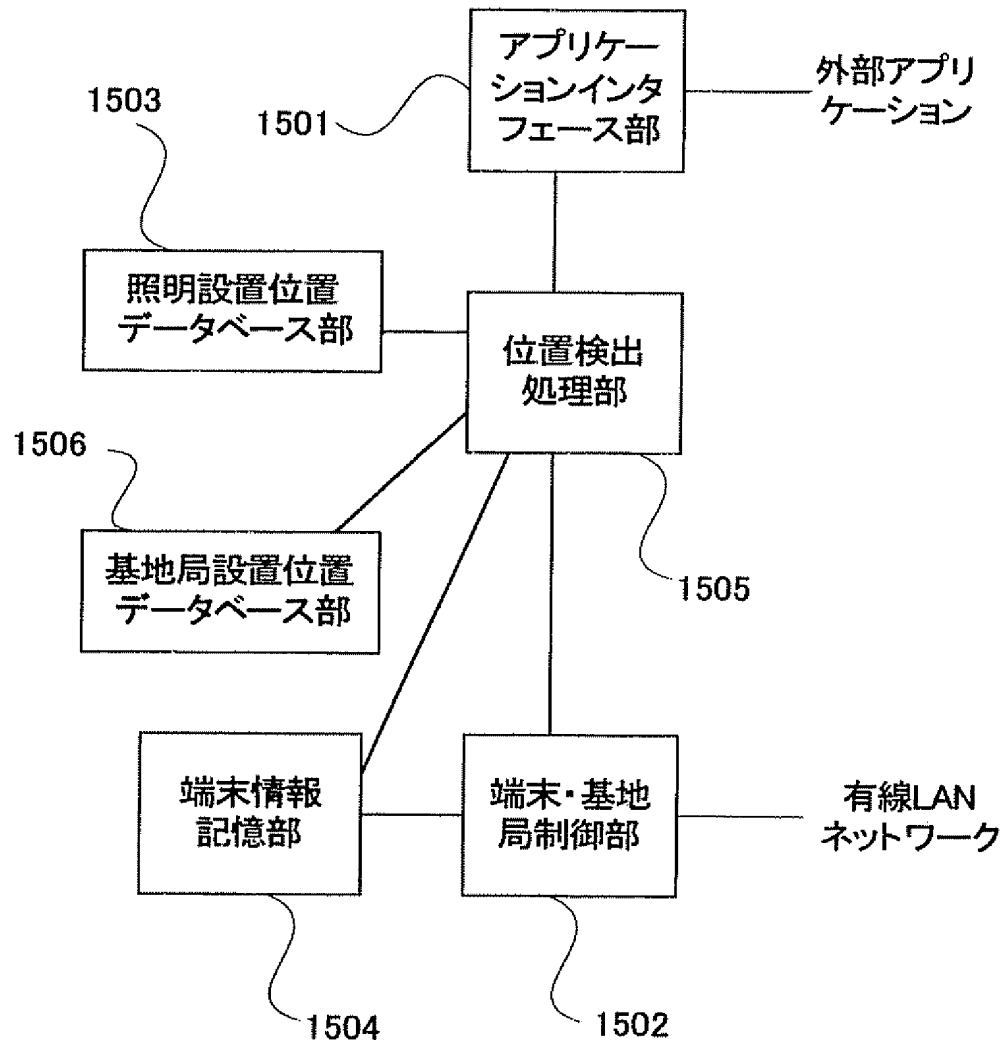 アプリケー
ションインタ
フェース部
1501
外部アプリ
ケーション
1503
照明設置位置
データベース部
位置検出
処理部
1506
基地局設置位置
データベース部
1505
端末情報
記憶部
端末・基地
局制御部
有線LAN
ネットワーク
1504
1502